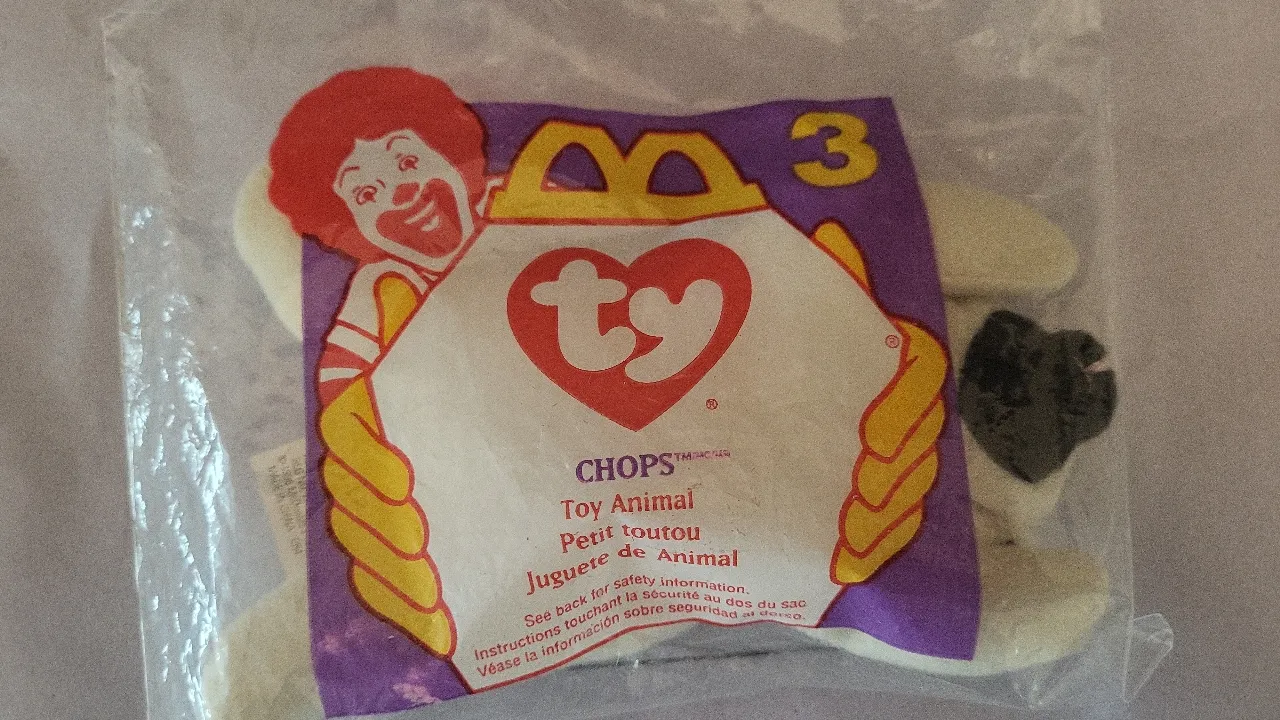 3
ty
®
®
CHOPS™
Toy Animal
Petit toutou
Juguete de Animal
See back for safety information.
Instructions touchant la sécurité au dos du sac
Véase la información sobre seguridad al dorso.